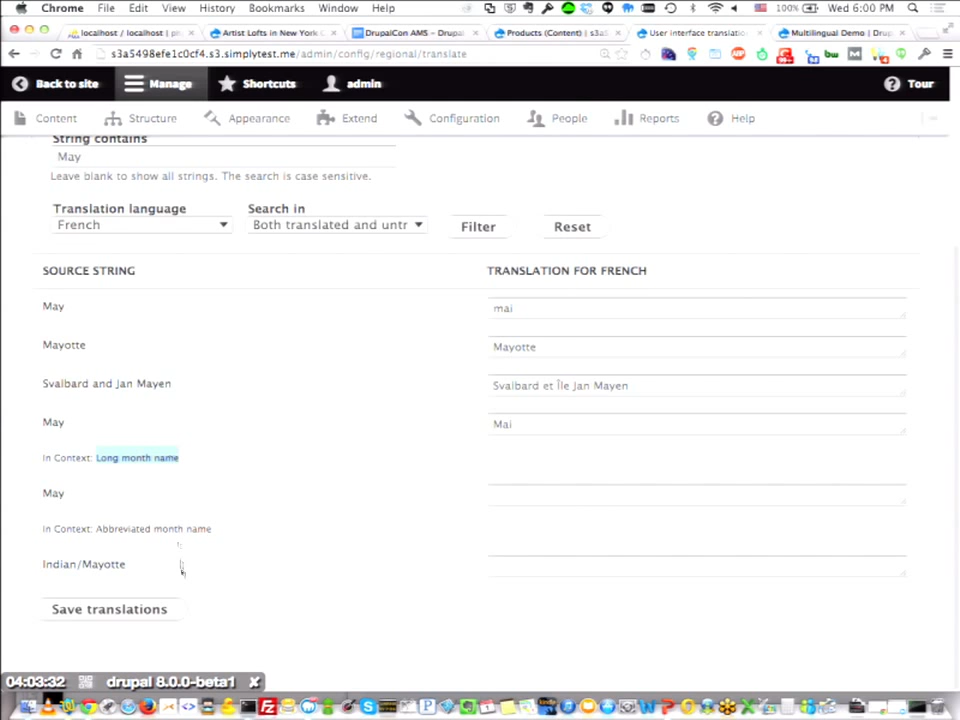 Chrome File Edit View History Bookmarks Window Help 100% Wed 6:00 PM
localhost / localhost | Artist Lofts in New York DrupalCon AMS – Drupal Products (Content) | s3a5 User interface translatio Multilingual Demo | Drup
s3a5498efe1c0cf4.s3.simplytest.me/admin/config/regional/translate
Back to site Manage Shortcuts admin Tour
Content Structure Appearance Extend Configuration People Reports Help
String contains
May
Leave blank to show all strings. The search is case sensitive.
Translation language Search in
French Both translated and untr Filter Reset
SOURCE STRING TRANSLATION FOR FRENCH
May mai
Mayotte Mayotte
Svalbard and Jan Mayen Svalbard et Île Jan Mayen
May Mai
In Context: Long month name
May
In Context: Abbreviated month name
Indian/Mayotte
Save translations
04:03:32 drupal 8.0.0-beta1